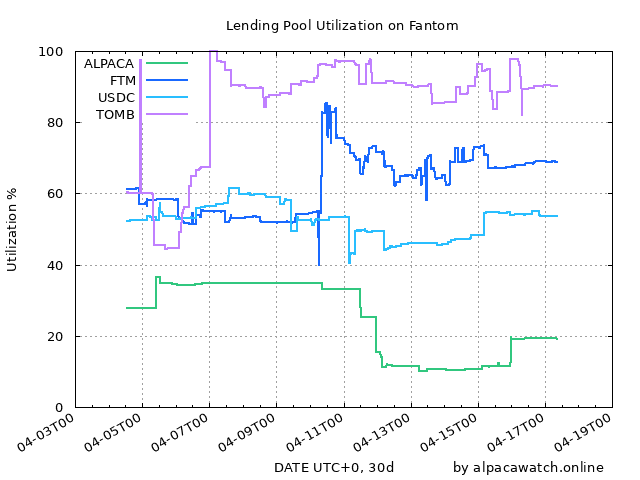 Lending Pool Utilization on Fantom
Utilization %
100
80
60
40
20
0
ALPACA
FTM
USDC
TOMB
04-03T00
04-05T00
04-07T00
04-09T00
04-11T00
04-13T00
04-15T00
04-17T00
04-19T00
DATE UTC+0, 30d
by alpacawatch.online